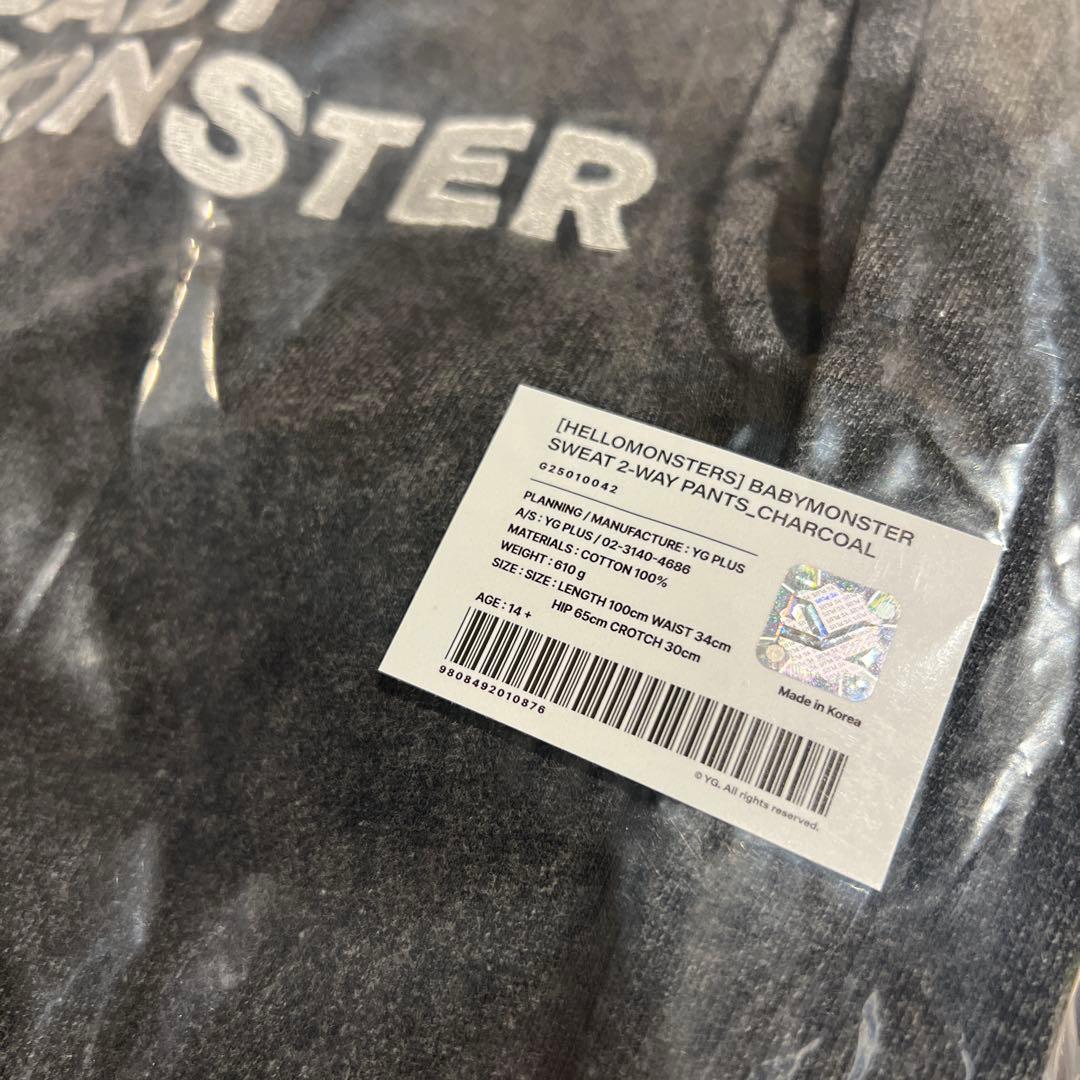 BABY
MONSTER
[HELLOMONSTERS] BABYMONSTER
SWEAT 2-WAY PANTS_CHARCOAL
G25010042
PLANNING / MANUFACTURE : YG PLUS
A/S : YG PLUS / 02-3140-4686
MATERIALS : COTTON 100%
WEIGHT : 610 g
SIZE : SIZE : LENGTH 100cm WAIST 34cm
HIP 65cm CROTCH 30cm
AGE : 14 +
9808492010876
Made in Korea
© YG. All rights reserved.